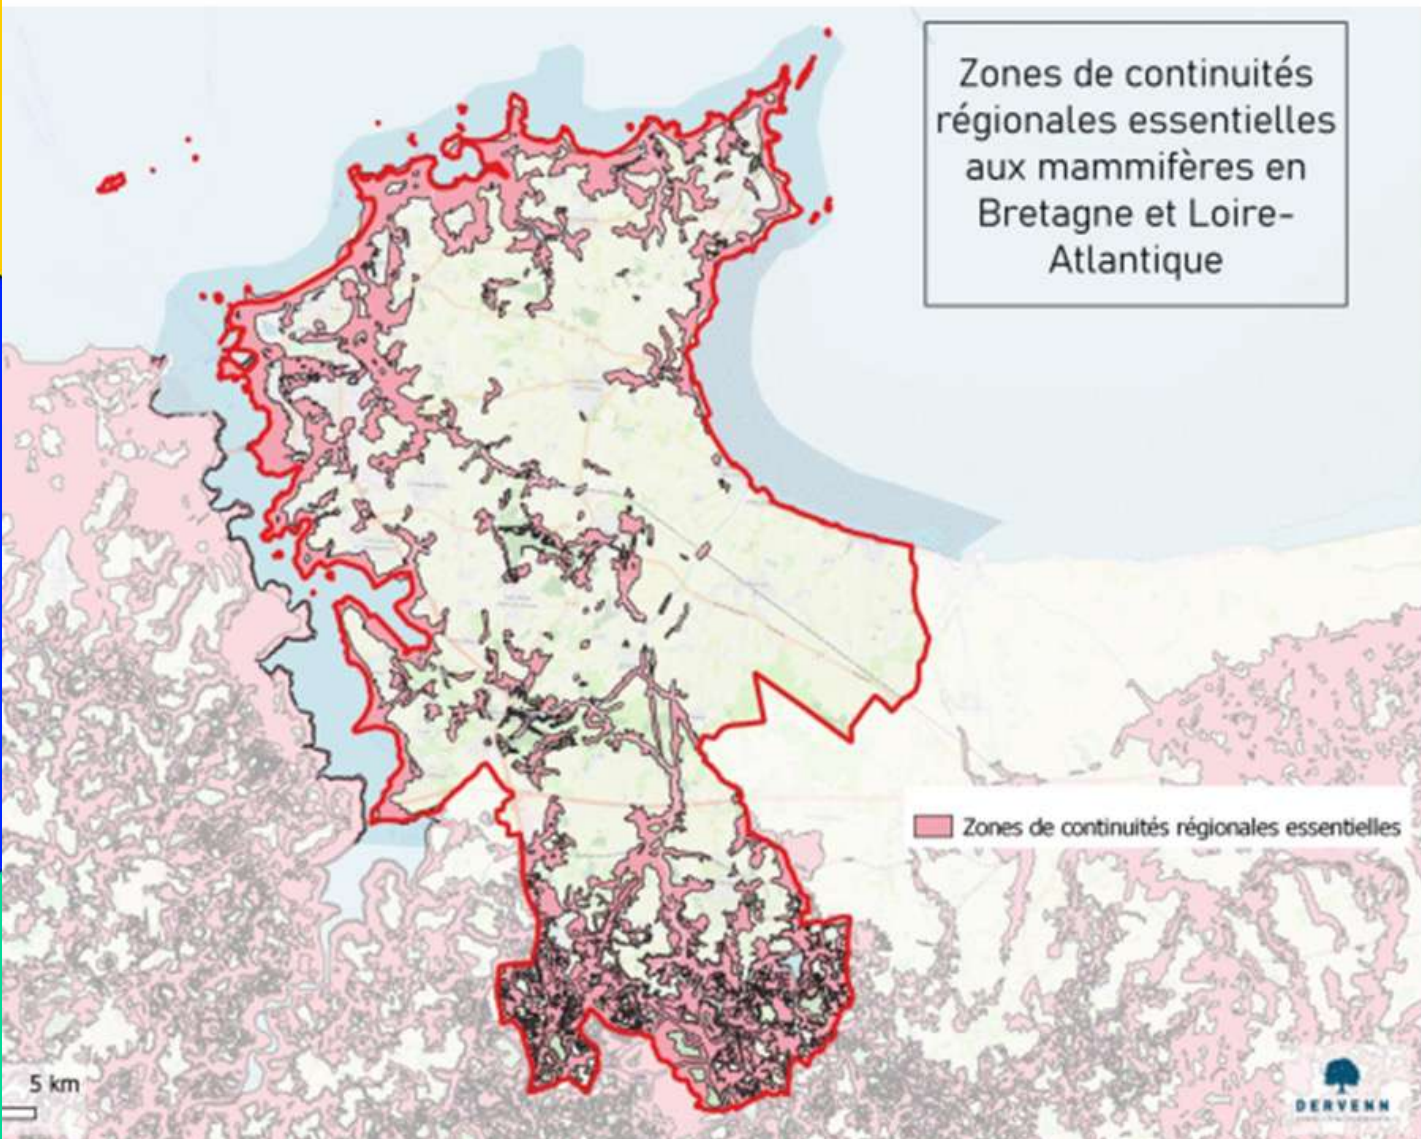 Zones de continuités
régionales essentielles
aux mammifères en
Bretagne et Loire-
Atlantique
Zones de continuités régionales essentielles
5 km
DERVENN